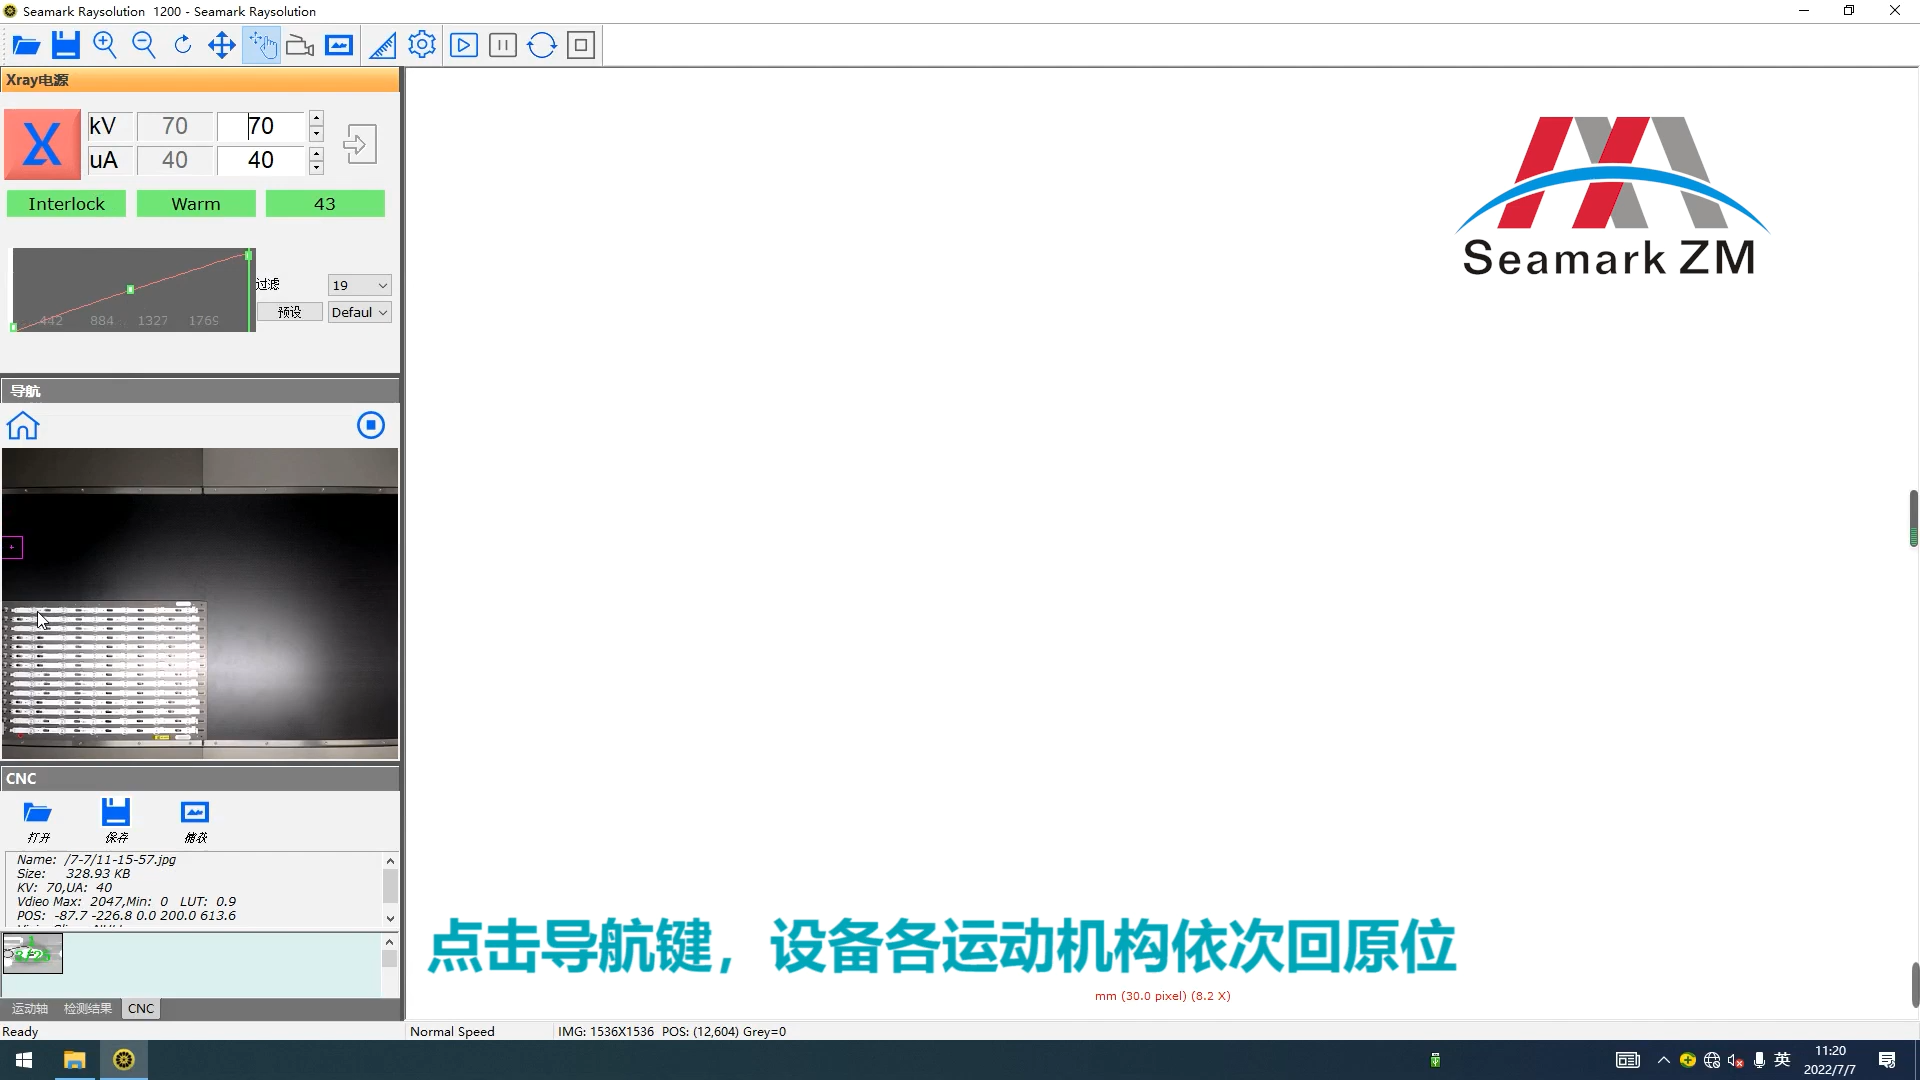 Seamark Raysolution 1200 - Seamark Raysolution
Xray电源
X
kV 70 70
uA 40 40
Interlock Warm 43
442 884 1327 1769
过滤 19
预设 Defaul
导航
CNC
打开 保存 捕获
Name: /7-7/11-15-57.jpg
Size: 328.93 KB
KV: 70,UA: 40
Vdieo Max: 2047,Min: 0 LUT: 0.9
POS: -87.7 -226.8 0.0 200.0 613.6
运动轴 检测结果 CNC
Seamark ZM
点击导航键，设备各运动机构依次回原位
mm (30.0 pixel) (8.2 X)
Ready Normal Speed IMG: 1536X1536 POS: (12,604) Grey=0
英
11:20
2022/7/7